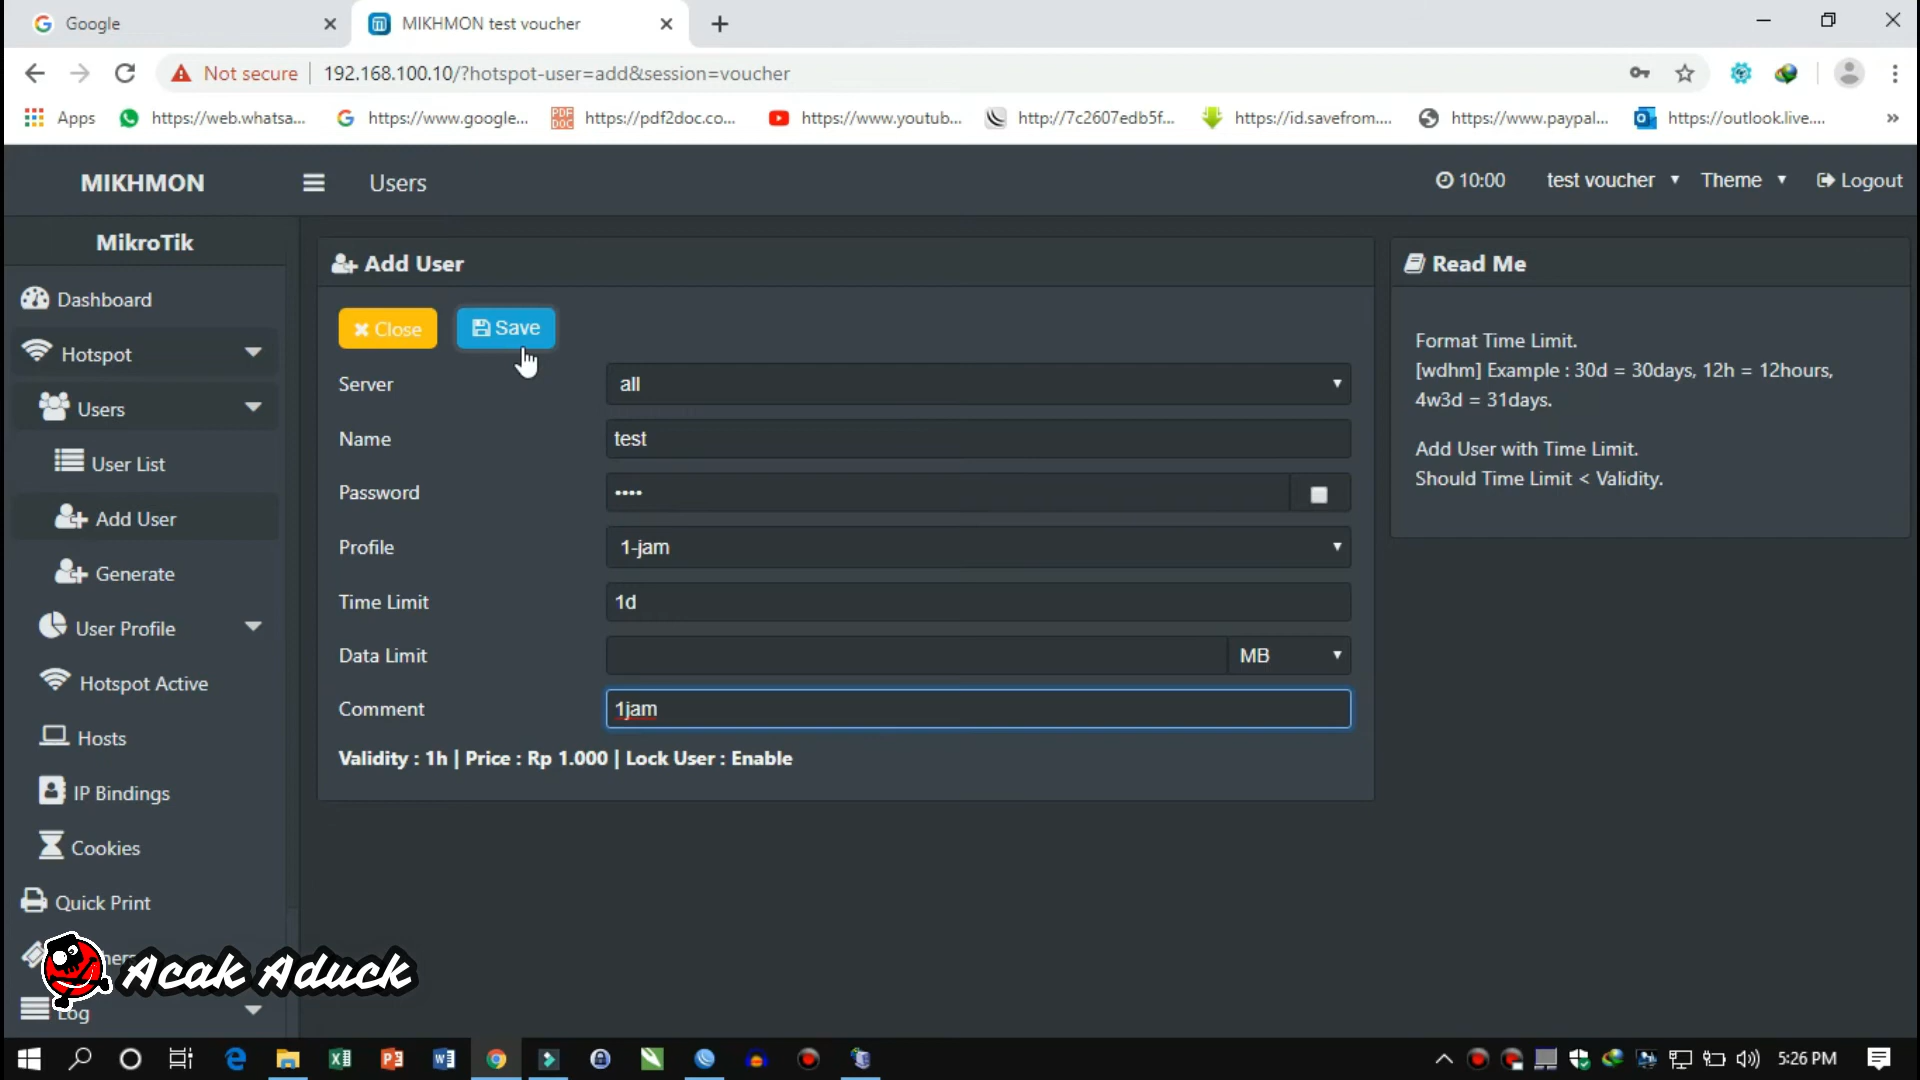 Google
MIKHMON test voucher
Not secure
192.168.100.10/?hotspot-user=add&session=voucher
Apps
https://web.whatsa...
https://www.google...
https://pdf2doc.co...
https://www.youtub...
http://7c2607edb5f...
https://id.savefrom....
https://www.paypal...
https://outlook.live....
»
MIKHMON
Users
10:00
test voucher
Theme
Logout
MikroTik
Dashboard
Hotspot
Users
User List
Add User
Generate
User Profile
Hotspot Active
Hosts
IP Bindings
Cookies
Quick Print
Log
Add User
Close
Save
Server
all
Name
test
Password
••••
Profile
1-jam
Time Limit
1d
Data Limit
MB
Comment
1jam
Validity : 1h | Price : Rp 1.000 | Lock User : Enable
Read Me
Format Time Limit.
[wdhm] Example : 30d = 30days, 12h = 12hours,
4w3d = 31days.
Add User with Time Limit.
Should Time Limit < Validity.
Acak Aduck
5:26 PM